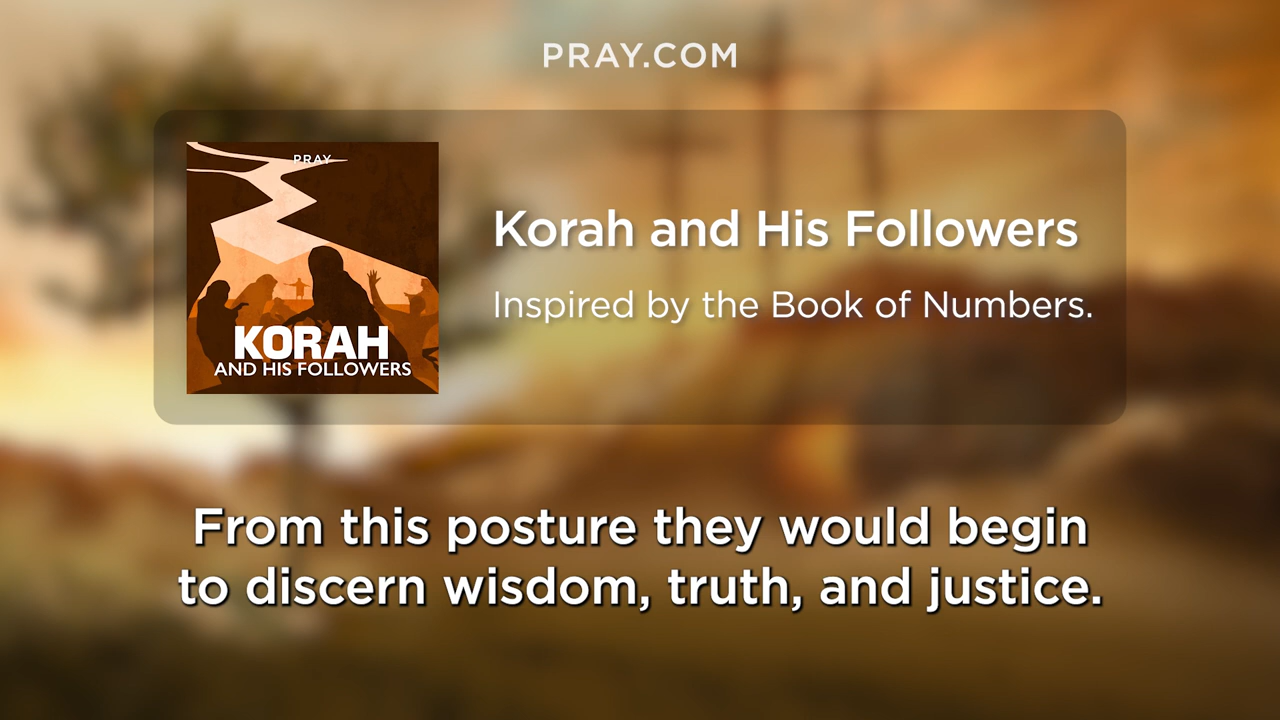 PRAY.COM
PRAY
KORAH
AND HIS FOLLOWERS
Korah and His Followers
Inspired by the Book of Numbers.
From this posture they would begin
to discern wisdom, truth, and justice.